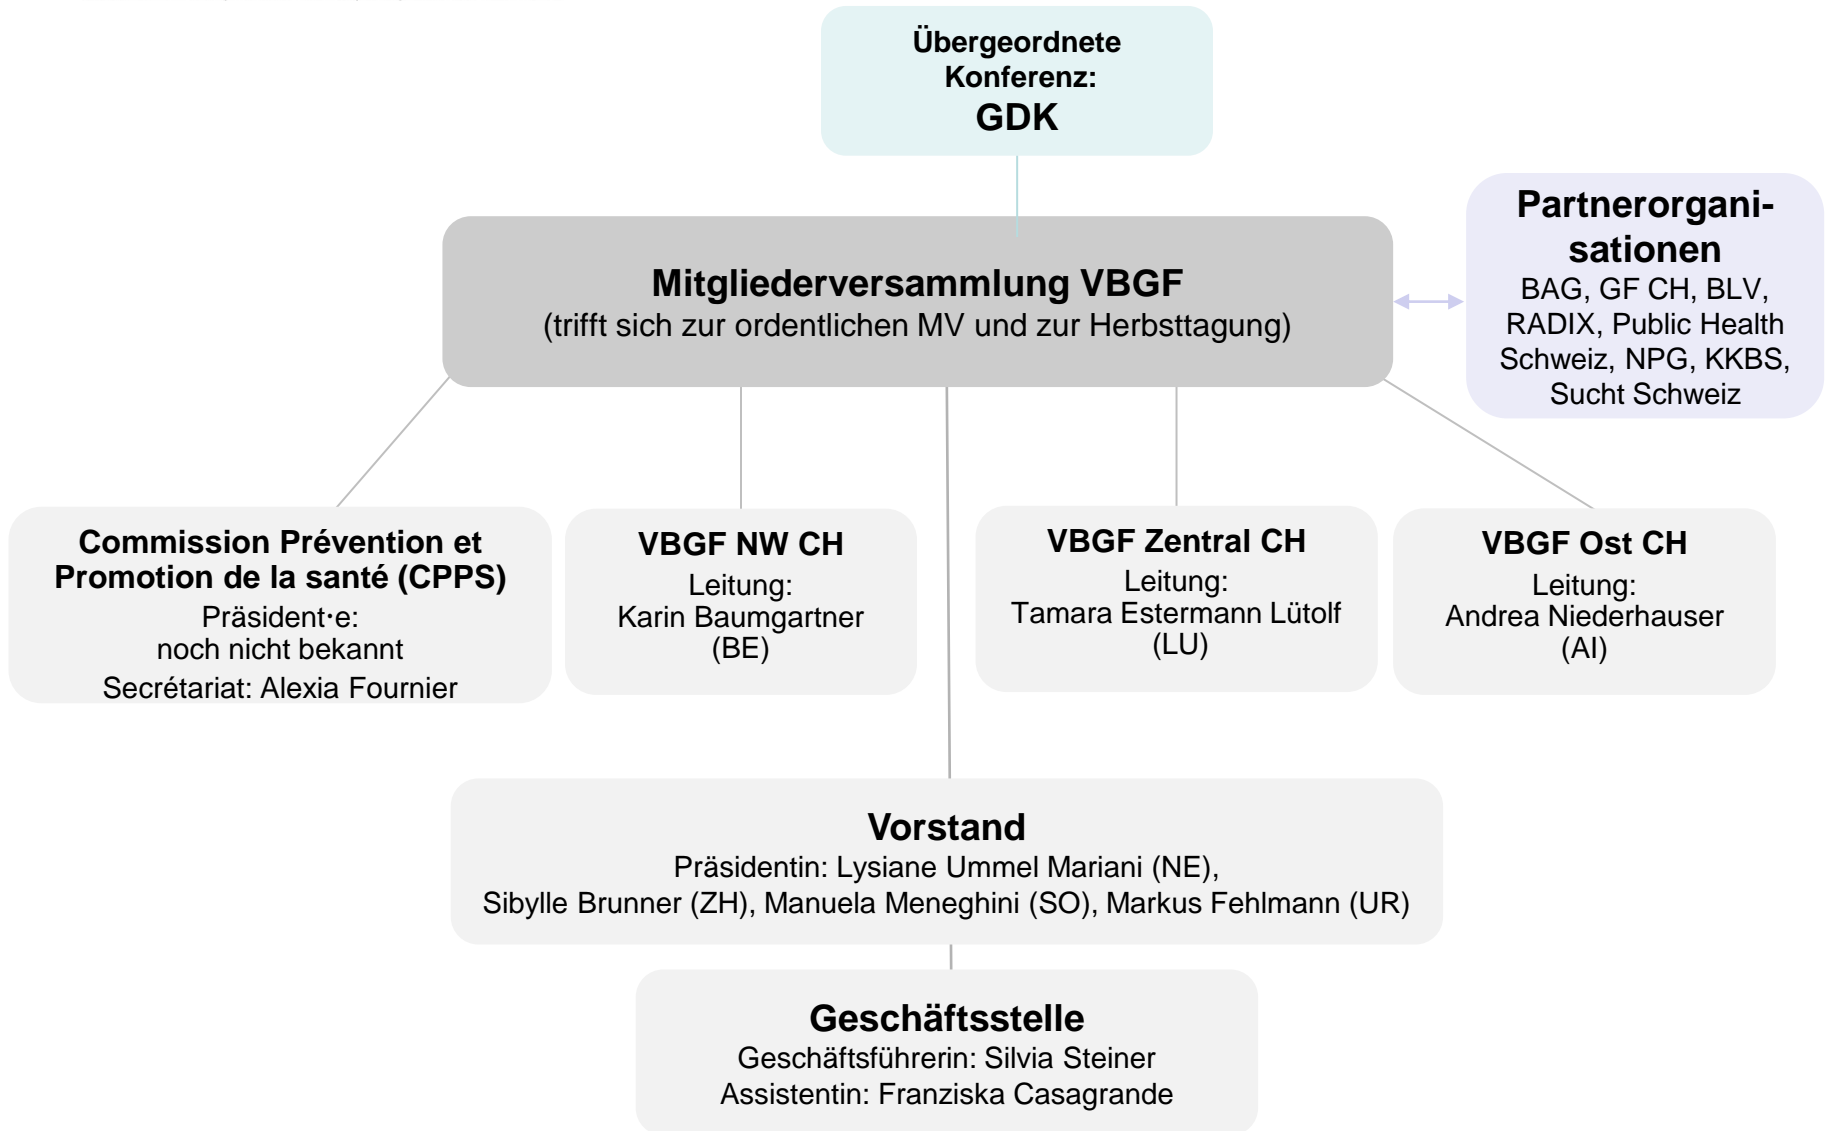 Übergeordnete
Konferenz:
GDK
Partnerorgani-
sationen
BAG, GF CH, BLV,
RADIX, Public Health
Schweiz, NPG, KKBS,
Sucht Schweiz
Mitgliederversammlung VBGF
(trifft sich zur ordentlichen MV und zur Herbsttagung)
Commission Prévention et
Promotion de la santé (CPPS)
Präsident·e:
noch nicht bekannt
Secrétariat: Alexia Fournier
VBGF NW CH
Leitung:
Karin Baumgartner
(BE)
VBGF Zentral CH
Leitung:
Tamara Estermann Lütolf
(LU)
VBGF Ost CH
Leitung:
Andrea Niederhauser
(AI)
Vorstand
Präsidentin: Lysiane Ummel Mariani (NE),
Sibylle Brunner (ZH), Manuela Meneghini (SO), Markus Fehlmann (UR)
Geschäftsstelle
Geschäftsführerin: Silvia Steiner
Assistentin: Franziska Casagrande